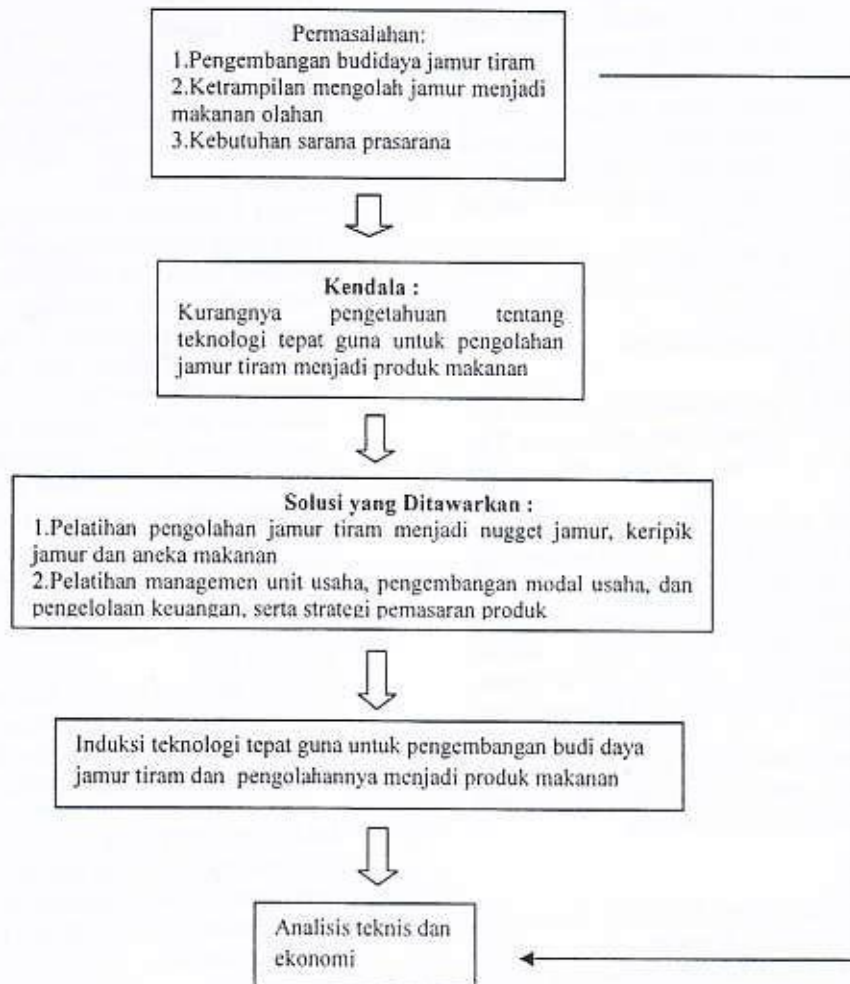 Permasalahan:
1.Pengembangan budidaya jamur tiram
2.Ketrampilan mengolah jamur menjadi
makanan olahan
3.Kebutuhan sarana prasarana
Kendala :
Kurangnya pengetahuan tentang
teknologi tepat guna untuk pengolahan
jamur tiram menjadi produk makanan
Solusi yang Ditawarkan :
1.Pelatihan pengolahan jamur tiram menjadi nugget jamur, keripik
jamur dan aneka makanan
2.Pelatihan managemen unit usaha, pengembangan modal usaha, dan
pengelolaan keuangan, serta strategi pemasaran produk
Induksi teknologi tepat guna untuk pengembangan budi daya
jamur tiram dan pengolahannya menjadi produk makanan
Analisis teknis dan
ekonomi